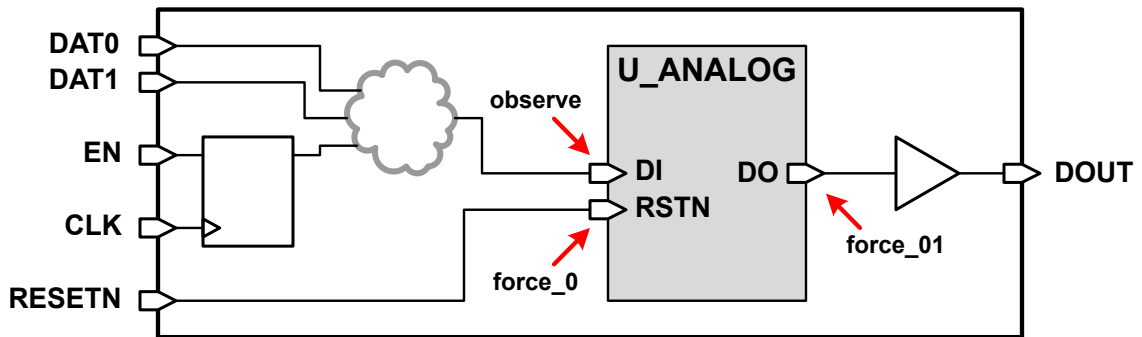 DAT0
DAT1
EN
CLK
RESETN
observe
force_0
U_ANALOG
DI
RSTN
DO
force_01
DOUT